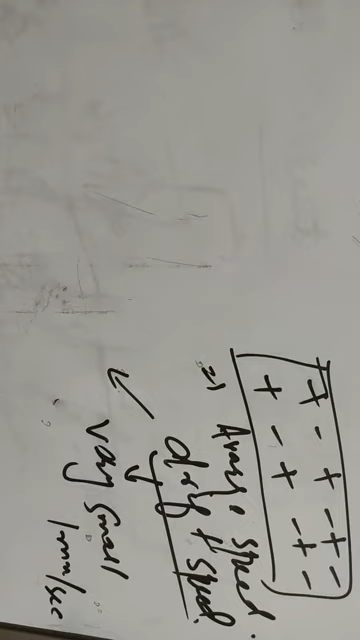 + - + - + -
+ - + - + -
=> Average speed.
drift speed.
very small
1mm/sec